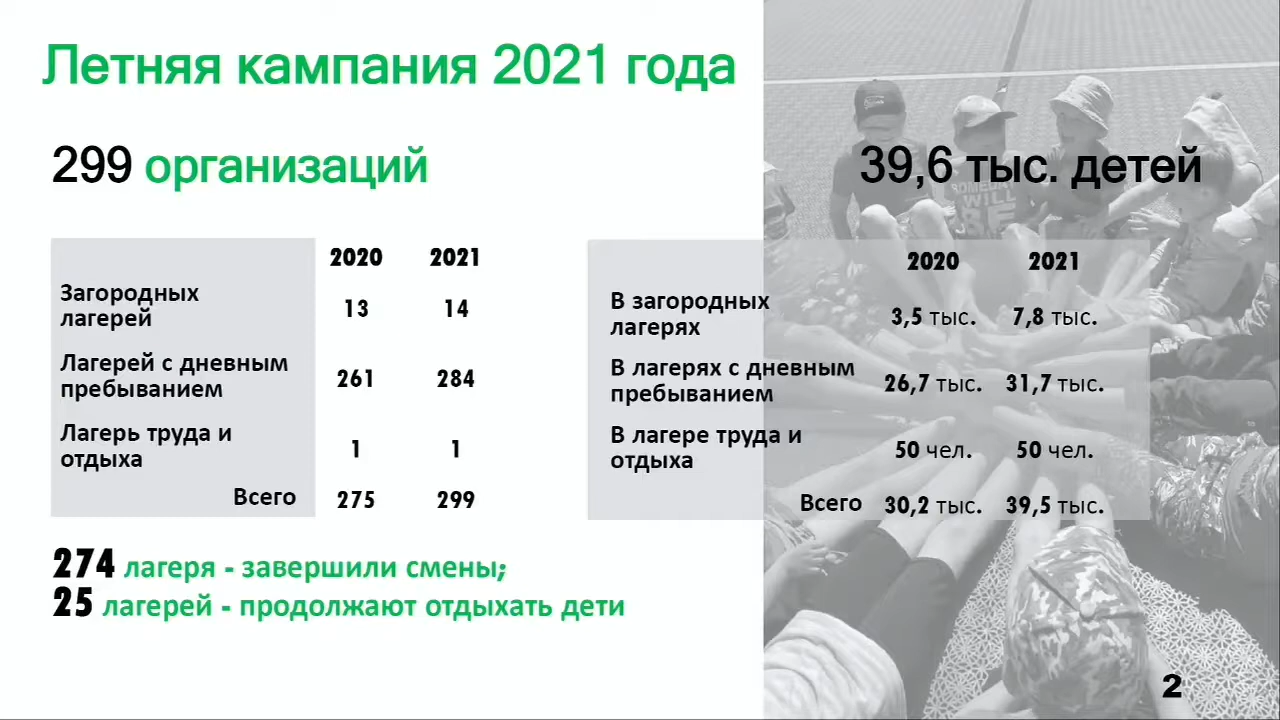 Летняя кампания 2021 года
299 организаций
39,6 тыс. детей
2020 2021
Загородных
лагерей
13 14
Лагерей с дневным
пребыванием
261 284
Лагерь труда и
отдыха
1 1
Всего 275 299
2020 2021
В загородных
лагерях
3,5 тыс. 7,8 тыс.
В лагерях с дневным
пребыванием
26,7 тыс. 31,7 тыс.
В лагере труда и
отдыха
50 чел. 50 чел.
Всего 30,2 тыс. 39,5 тыс.
274 лагеря - завершили смены;
25 лагерей - продолжают отдыхать дети
SOMEDAY
I WILL
BE
2